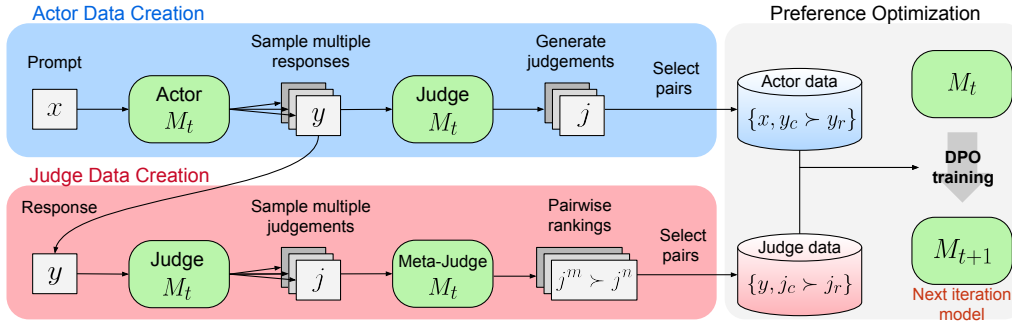 Actor Data Creation
Preference Optimization
Prompt
Sample multiple
responses
Generate
judgements
Select
pairs
x
Actor
M_t
y
Judge
M_t
j
Actor data
{x, y_c ≻ y_r}
M_t
DPO
training
Judge Data Creation
Response
Sample multiple
judgements
Pairwise
rankings
Select
pairs
y
Judge
M_t
j
Meta-Judge
M_t
j^m ≻ j^n
Judge data
{y, j_c ≻ j_r}
M_{t+1}
Next iteration
model